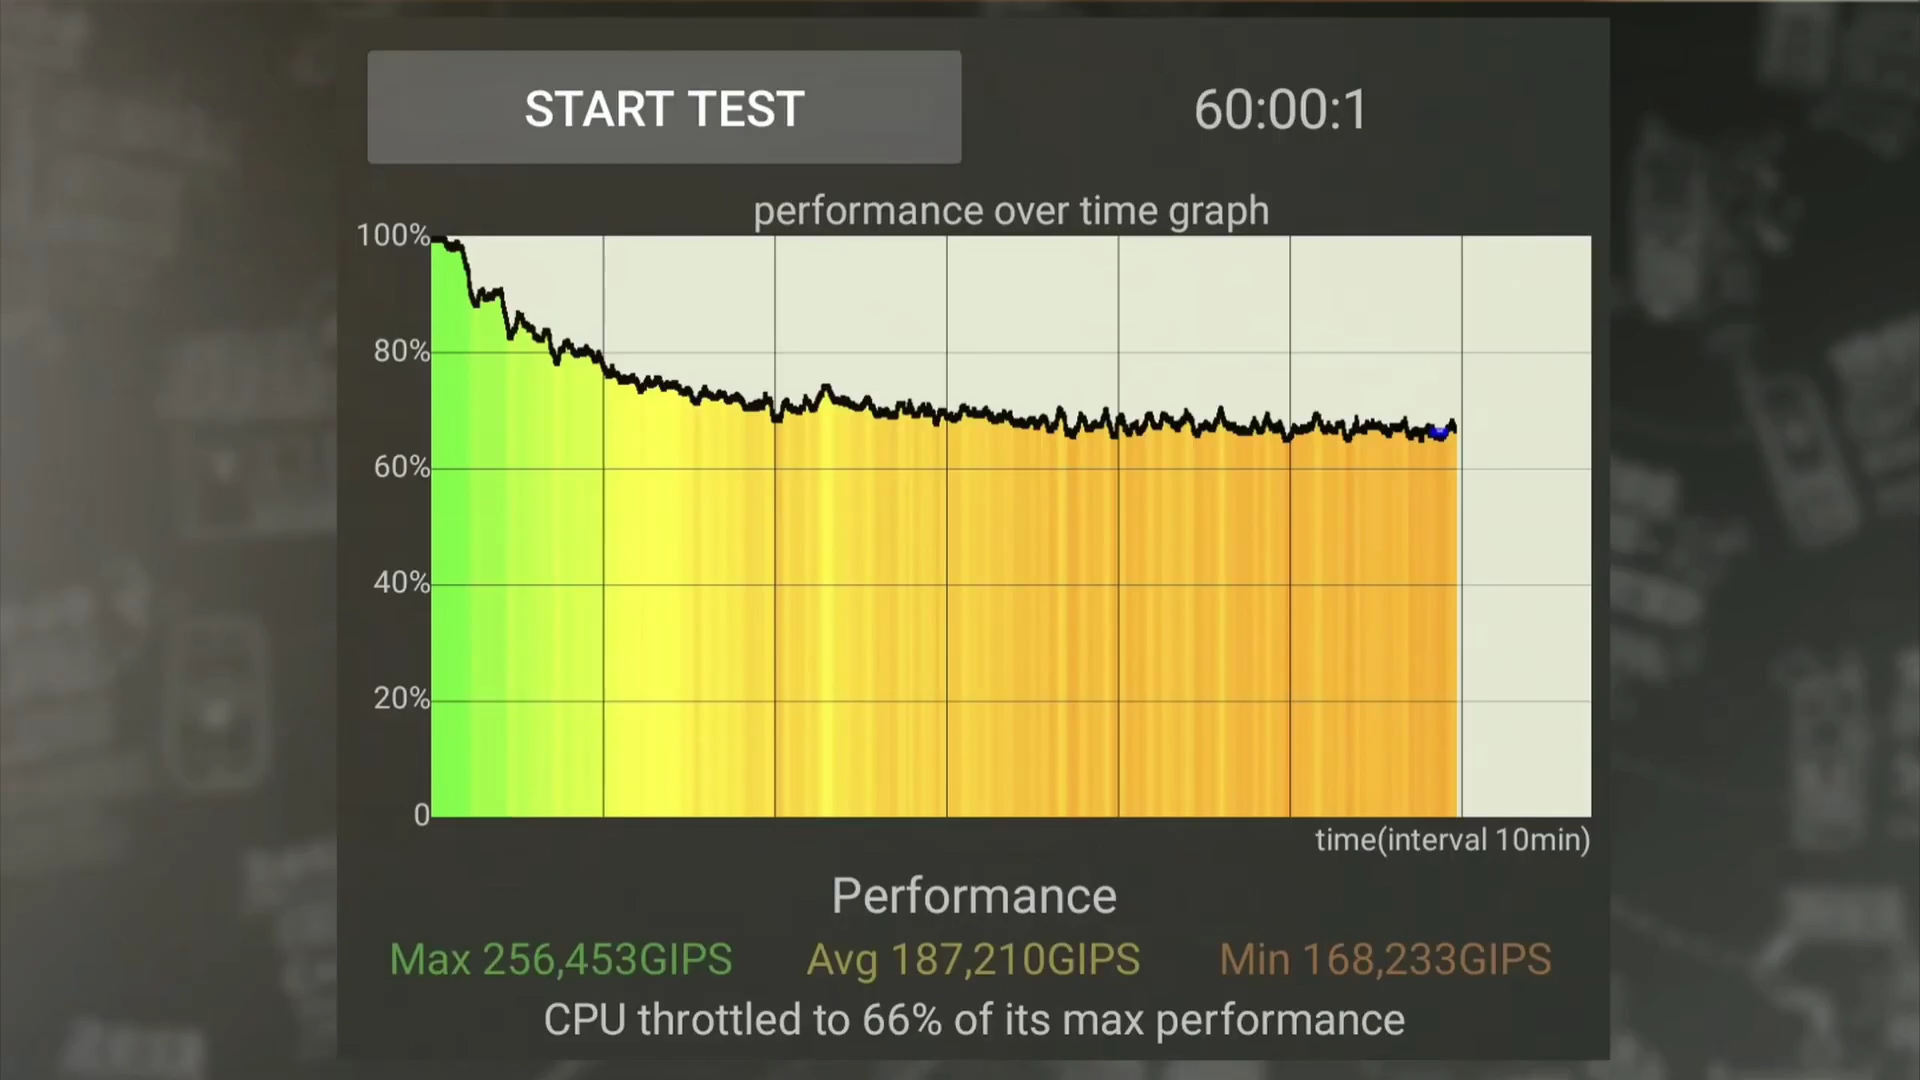 START TEST
60:00:1
performance over time graph
100%
80%
60%
40%
20%
0
time(interval 10min)
Performance
Max 256,453GIPS
Avg 187,210GIPS
Min 168,233GIPS
CPU throttled to 66% of its max performance